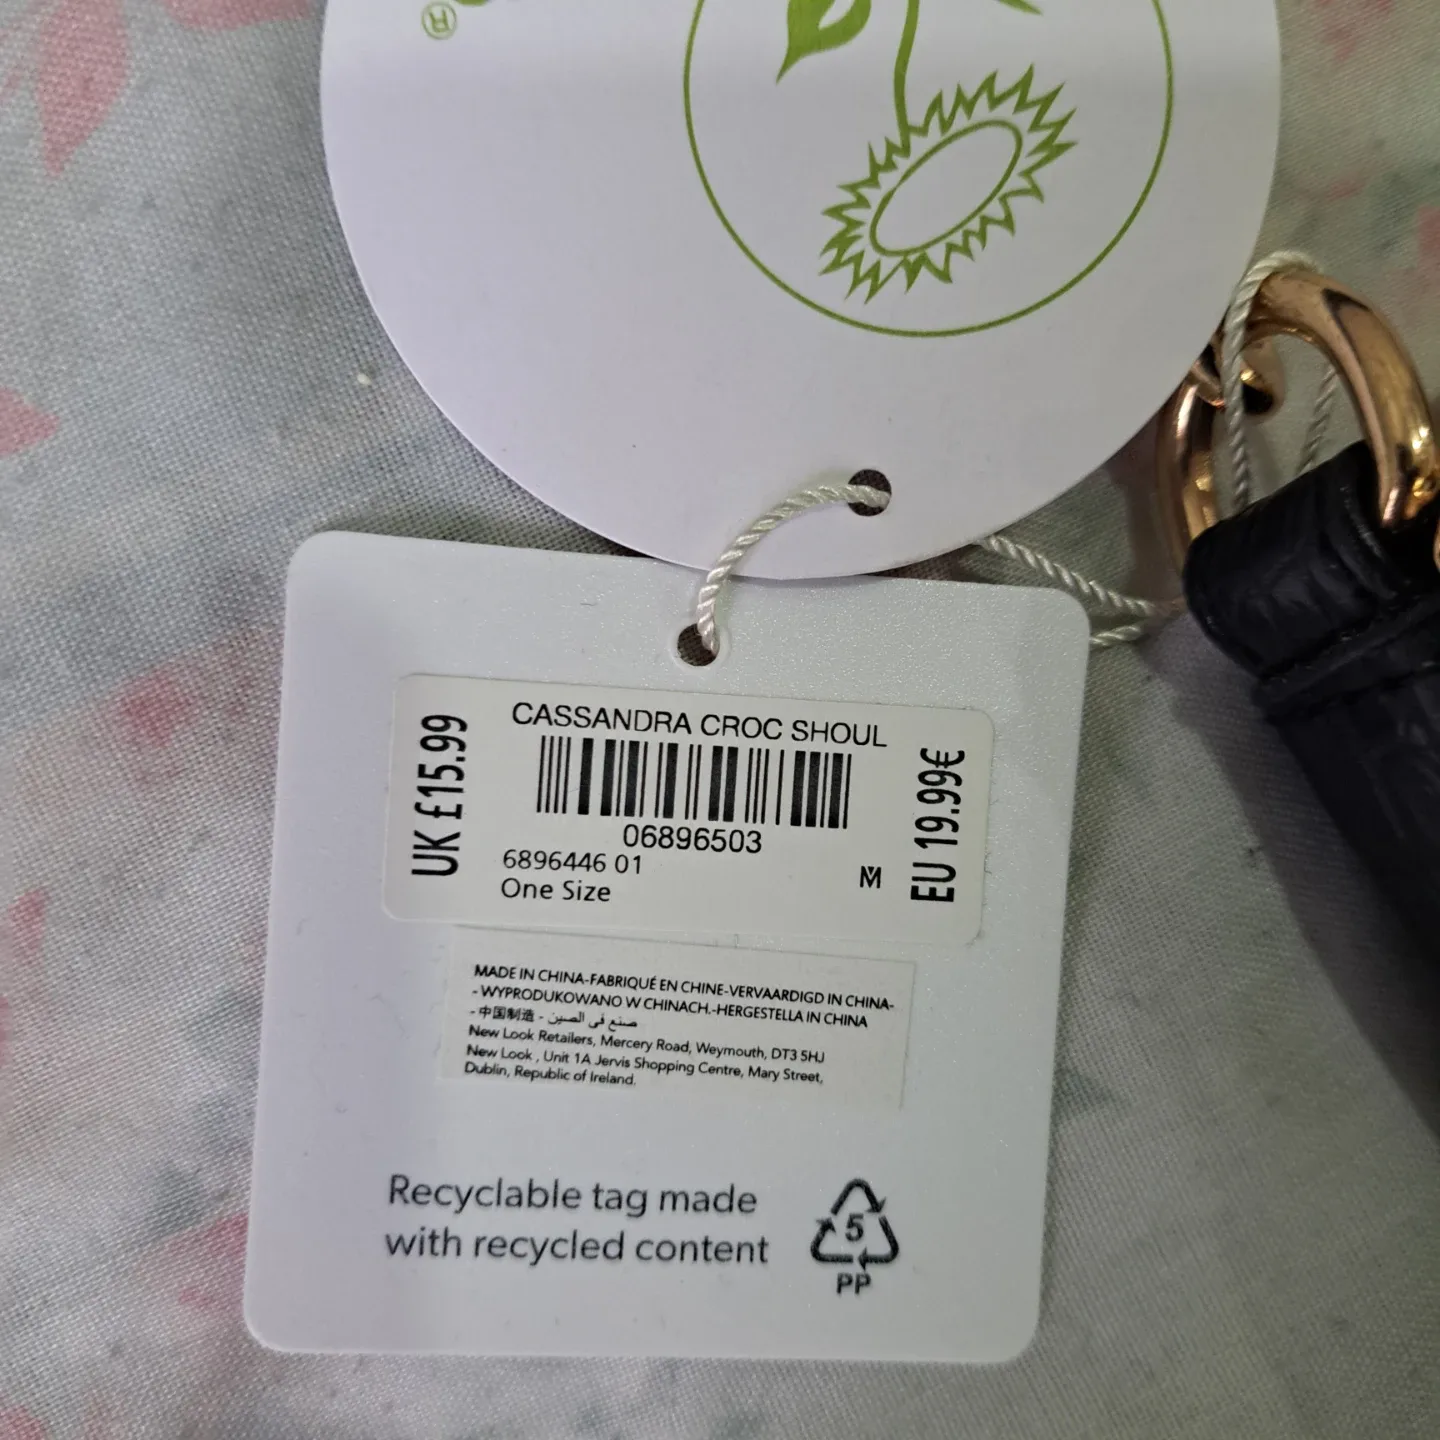 ®
CASSANDRA CROC SHOUL
UK £15.99
EU 19.99€
06896503
6896446 01
One Size
M
MADE IN CHINA-FABRIQUÉ EN CHINE-VERVAARDIGD IN CHINA-
- WYPRODUKOWANO W CHINACH.-HERGESTELLA IN CHINA
- 中国制造 - صنع في الصين
New Look Retailers, Mercery Road, Weymouth, DT3 5HJ
New Look , Unit 1A Jervis Shopping Centre, Mary Street,
Dublin, Republic of Ireland.
Recyclable tag made
with recycled content
5
PP